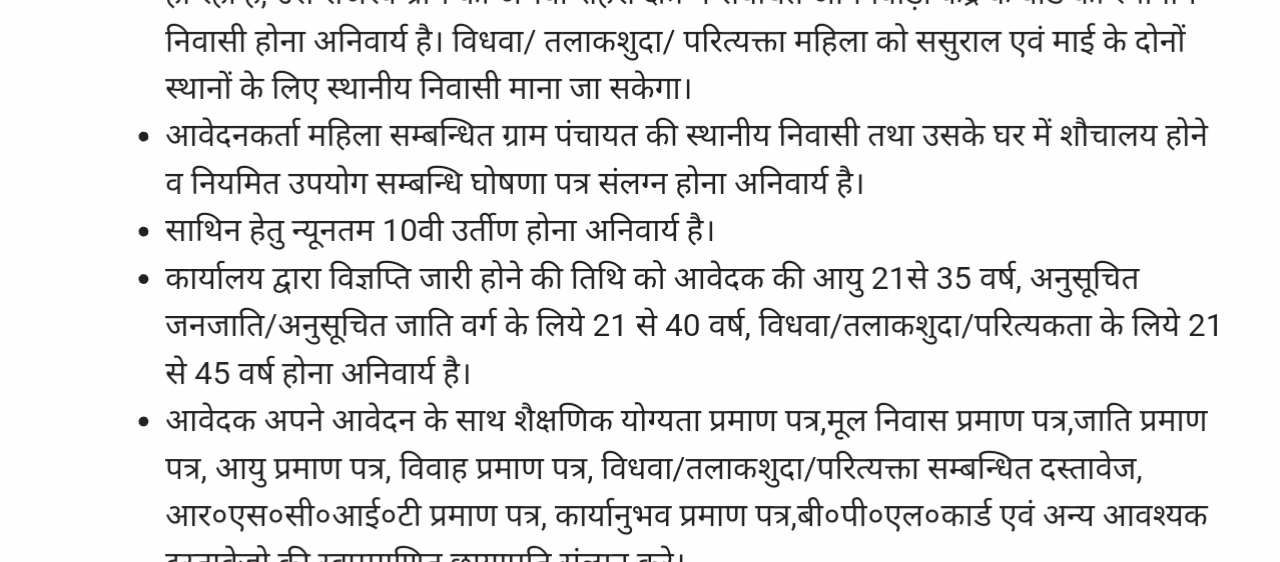 निवासी होना अनिवार्य है। विधवा/ तलाकशुदा/ परित्यक्ता महिला को ससुराल एवं माई के दोनों
स्थानों के लिए स्थानीय निवासी माना जा सकेगा।
• आवेदनकर्ता महिला सम्बन्धित ग्राम पंचायत की स्थानीय निवासी तथा उसके घर में शौचालय होने
व नियमित उपयोग सम्बन्धि घोषणा पत्र संलग्न होना अनिवार्य है।
• साथिन हेतु न्यूनतम 10वी उर्तीण होना अनिवार्य है।
• कार्यालय द्वारा विज्ञप्ति जारी होने की तिथि को आवेदक की आयु 21से 35 वर्ष, अनुसूचित
जनजाति/अनुसूचित जाति वर्ग के लिये 21 से 40 वर्ष, विधवा/तलाकशुदा/परित्यकता के लिये 21
से 45 वर्ष होना अनिवार्य है।
• आवेदक अपने आवेदन के साथ शैक्षणिक योग्यता प्रमाण पत्र,मूल निवास प्रमाण पत्र,जाति प्रमाण
पत्र, आयु प्रमाण पत्र, विवाह प्रमाण पत्र, विधवा/तलाकशुदा/परित्यक्ता सम्बन्धित दस्तावेज,
आर०एस०सी०आई०टी प्रमाण पत्र, कार्यानुभव प्रमाण पत्र,बी०पी०एल०कार्ड एवं अन्य आवश्यक